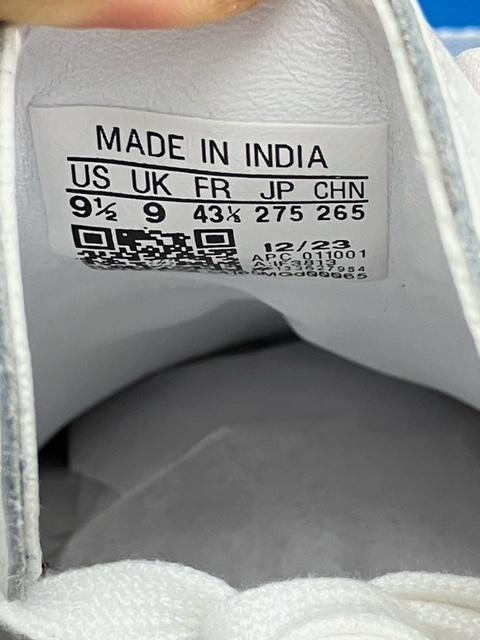 MADE IN INDIA
US UK FR JP CHN
9½ 9 43⅓ 275 265
12/23
APC 011001
A:IF3813